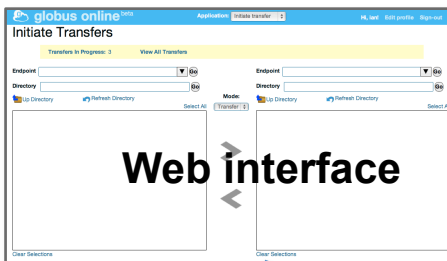 globus online beta Application: Initiate transfer Hi, ian! Edit profile Sign-out
Initiate Transfers
Transfers In Progress: 3 View All Transfers
Endpoint Go Endpoint Go
Directory Go Directory Go
Up Directory Refresh Directory Mode: Up Directory Refresh Directory
Select All Transfer Select A
Web interface
Clear Selections Clear Selections